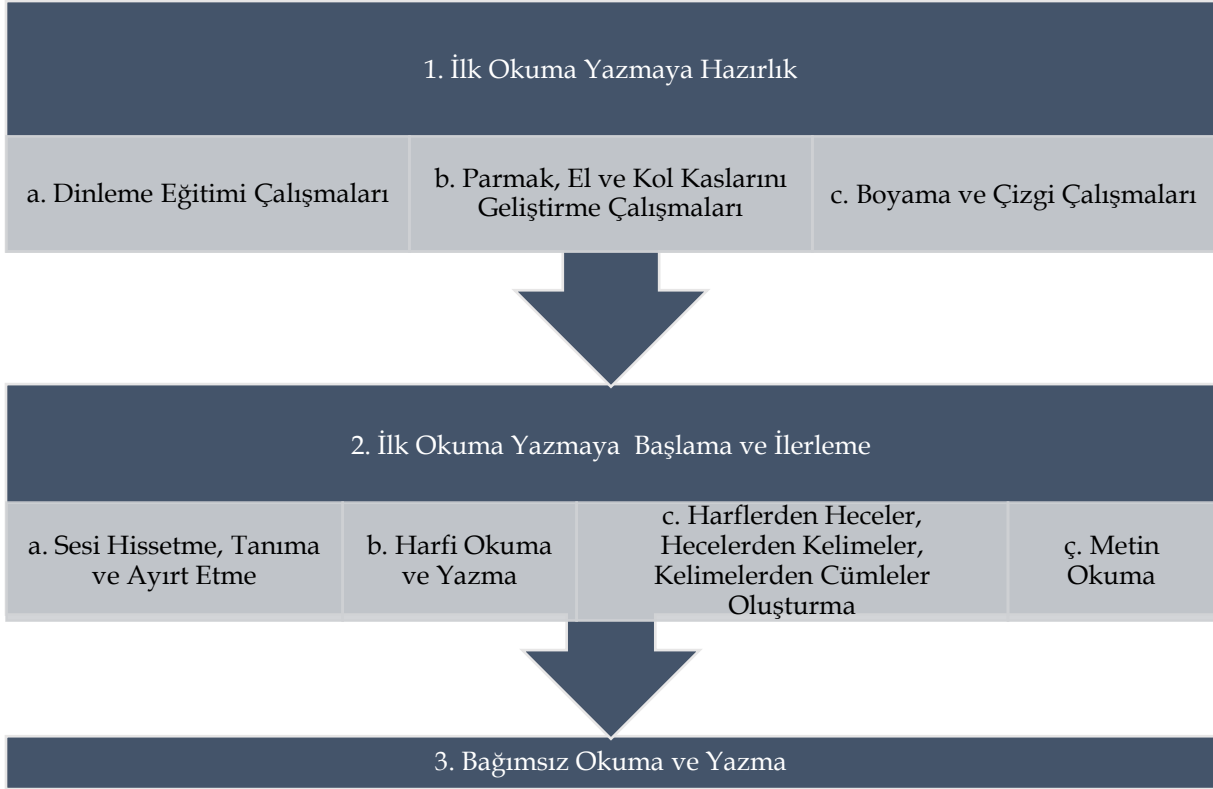 1. İlk Okuma Yazmaya Hazırlık
a. Dinleme Eğitimi Çalışmaları
b. Parmak, El ve Kol Kaslarını
Geliştirme Çalışmaları
c. Boyama ve Çizgi Çalışmaları
2. İlk Okuma Yazmaya Başlama ve İlerleme
a. Sesi Hissetme, Tanıma
ve Ayırt Etme
b. Harfi Okuma
ve Yazma
c. Harflerden Heceler,
Hecelerden Kelimeler,
Kelimelerden Cümleler
Oluşturma
ç. Metin
Okuma
3. Bağımsız Okuma ve Yazma